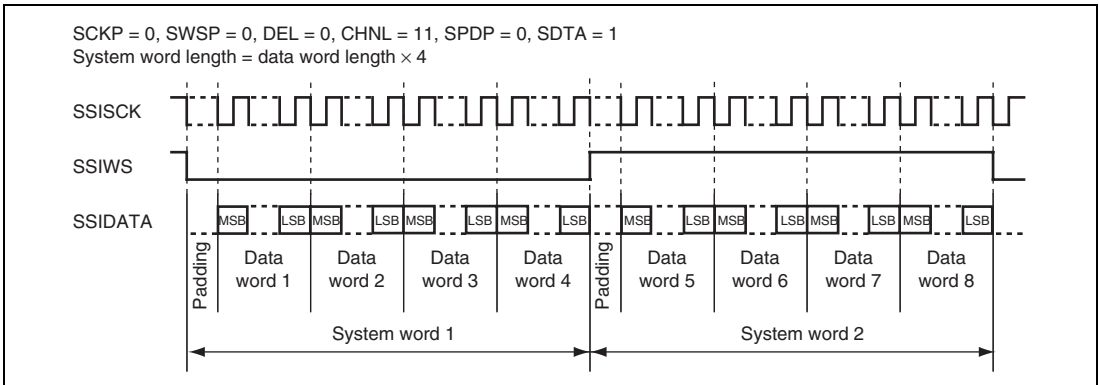 SCKP = 0, SWSP = 0, DEL = 0, CHNL = 11, SPDP = 0, SDTA = 1
System word length = data word length × 4
SSISCK
SSIWS
SSIDATA
MSB LSB MSB LSB MSB LSB MSB LSB MSB LSB MSB LSB MSB LSB MSB LSB
Padding
Data word 1
Data word 2
Data word 3
Data word 4
Padding
Data word 5
Data word 6
Data word 7
Data word 8
System word 1
System word 2